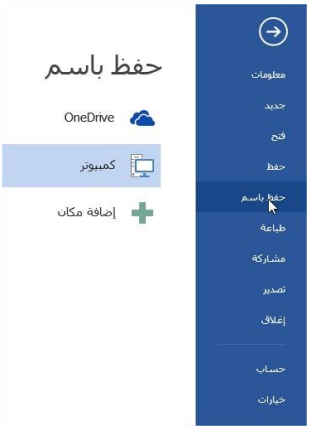 معلومات
جديد
فتح
حفظ
حفظ باسم
طباعة
مشاركة
تصدير
إغلاق
حساب
خيارات
حفظ باسم
OneDrive
كمبيوتر
إضافة مكان